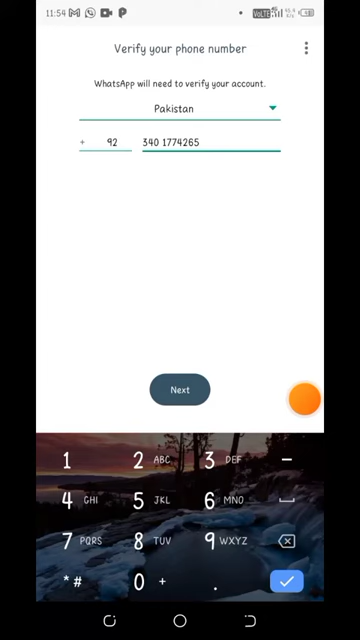 11:54
Verify your phone number
WhatsApp will need to verify your account.
Pakistan
+ 92 340 1774265
Next
1 2 ABC 3 DEF -
4 GHI 5 JKL 6 MNO
7 PQRS 8 TUV 9 WXYZ
*# 0 + .